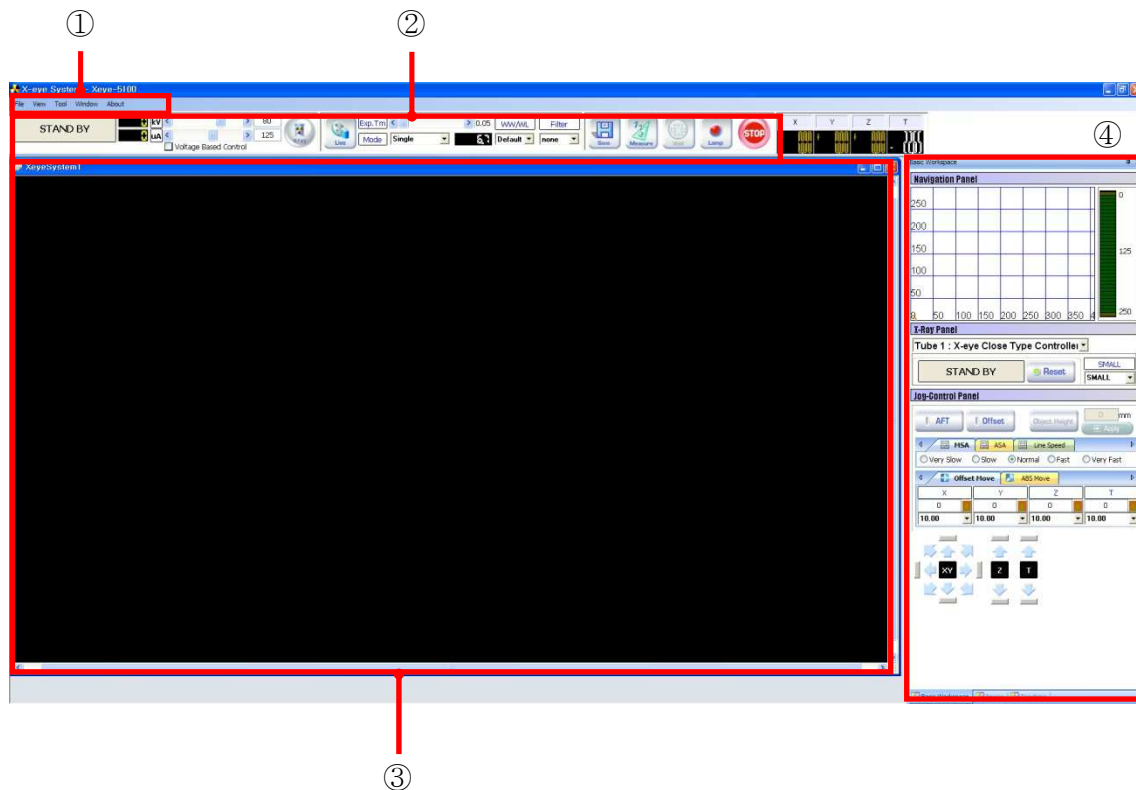 ① ②
X-eye System - Xeye-5100
④
File View Tool Window About
STAND BY kV 80 Exp.Tm 0.05 WW/WL Filter X Y Z T
uA 125 Live Mode Single Default none Save Measure Lamp STOP
Voltage Based Control
XeyeSystem1
Basic Workspace
Navigation Panel
250 0
200
150 125
100
50
0 50 100 150 200 250 300 350 4 250
X-Ray Panel
Tube 1 : X-eye Close Type Controller
STAND BY Reset SMALL
SMALL
Jog-Control Panel
AFT Offset Object Height 0 mm
Apply
MSA ASA Line Speed
Very Slow Slow Normal Fast Very Fast
Offset Move ABS Move
X Y Z T
0 0 0 0
10.00 10.00 10.00 10.00
XY Z T
Basic Workspace
③